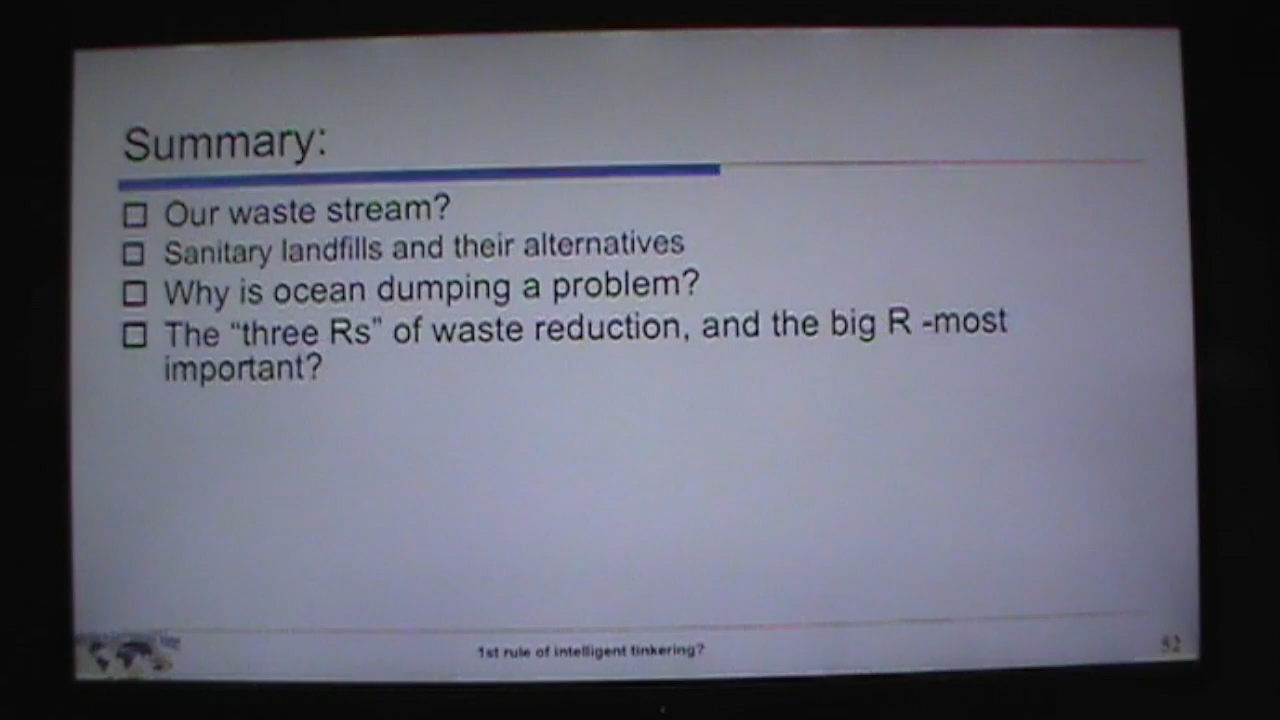 Summary:
Our waste stream?
Sanitary landfills and their alternatives
Why is ocean dumping a problem?
The “three Rs” of waste reduction, and the big R -most
important?
1st rule of intelligent tinkering?
52